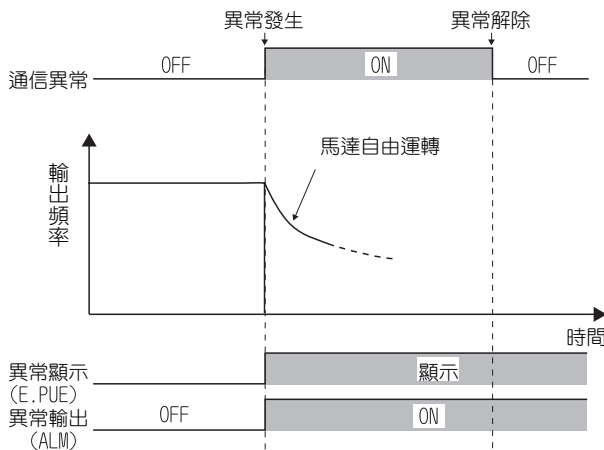 異常發生
異常解除
通信異常
OFF
ON
OFF
馬達自由運轉
輸出頻率
時間
異常顯示
(E.PUE)
顯示
異常輸出
(ALM)
OFF
ON